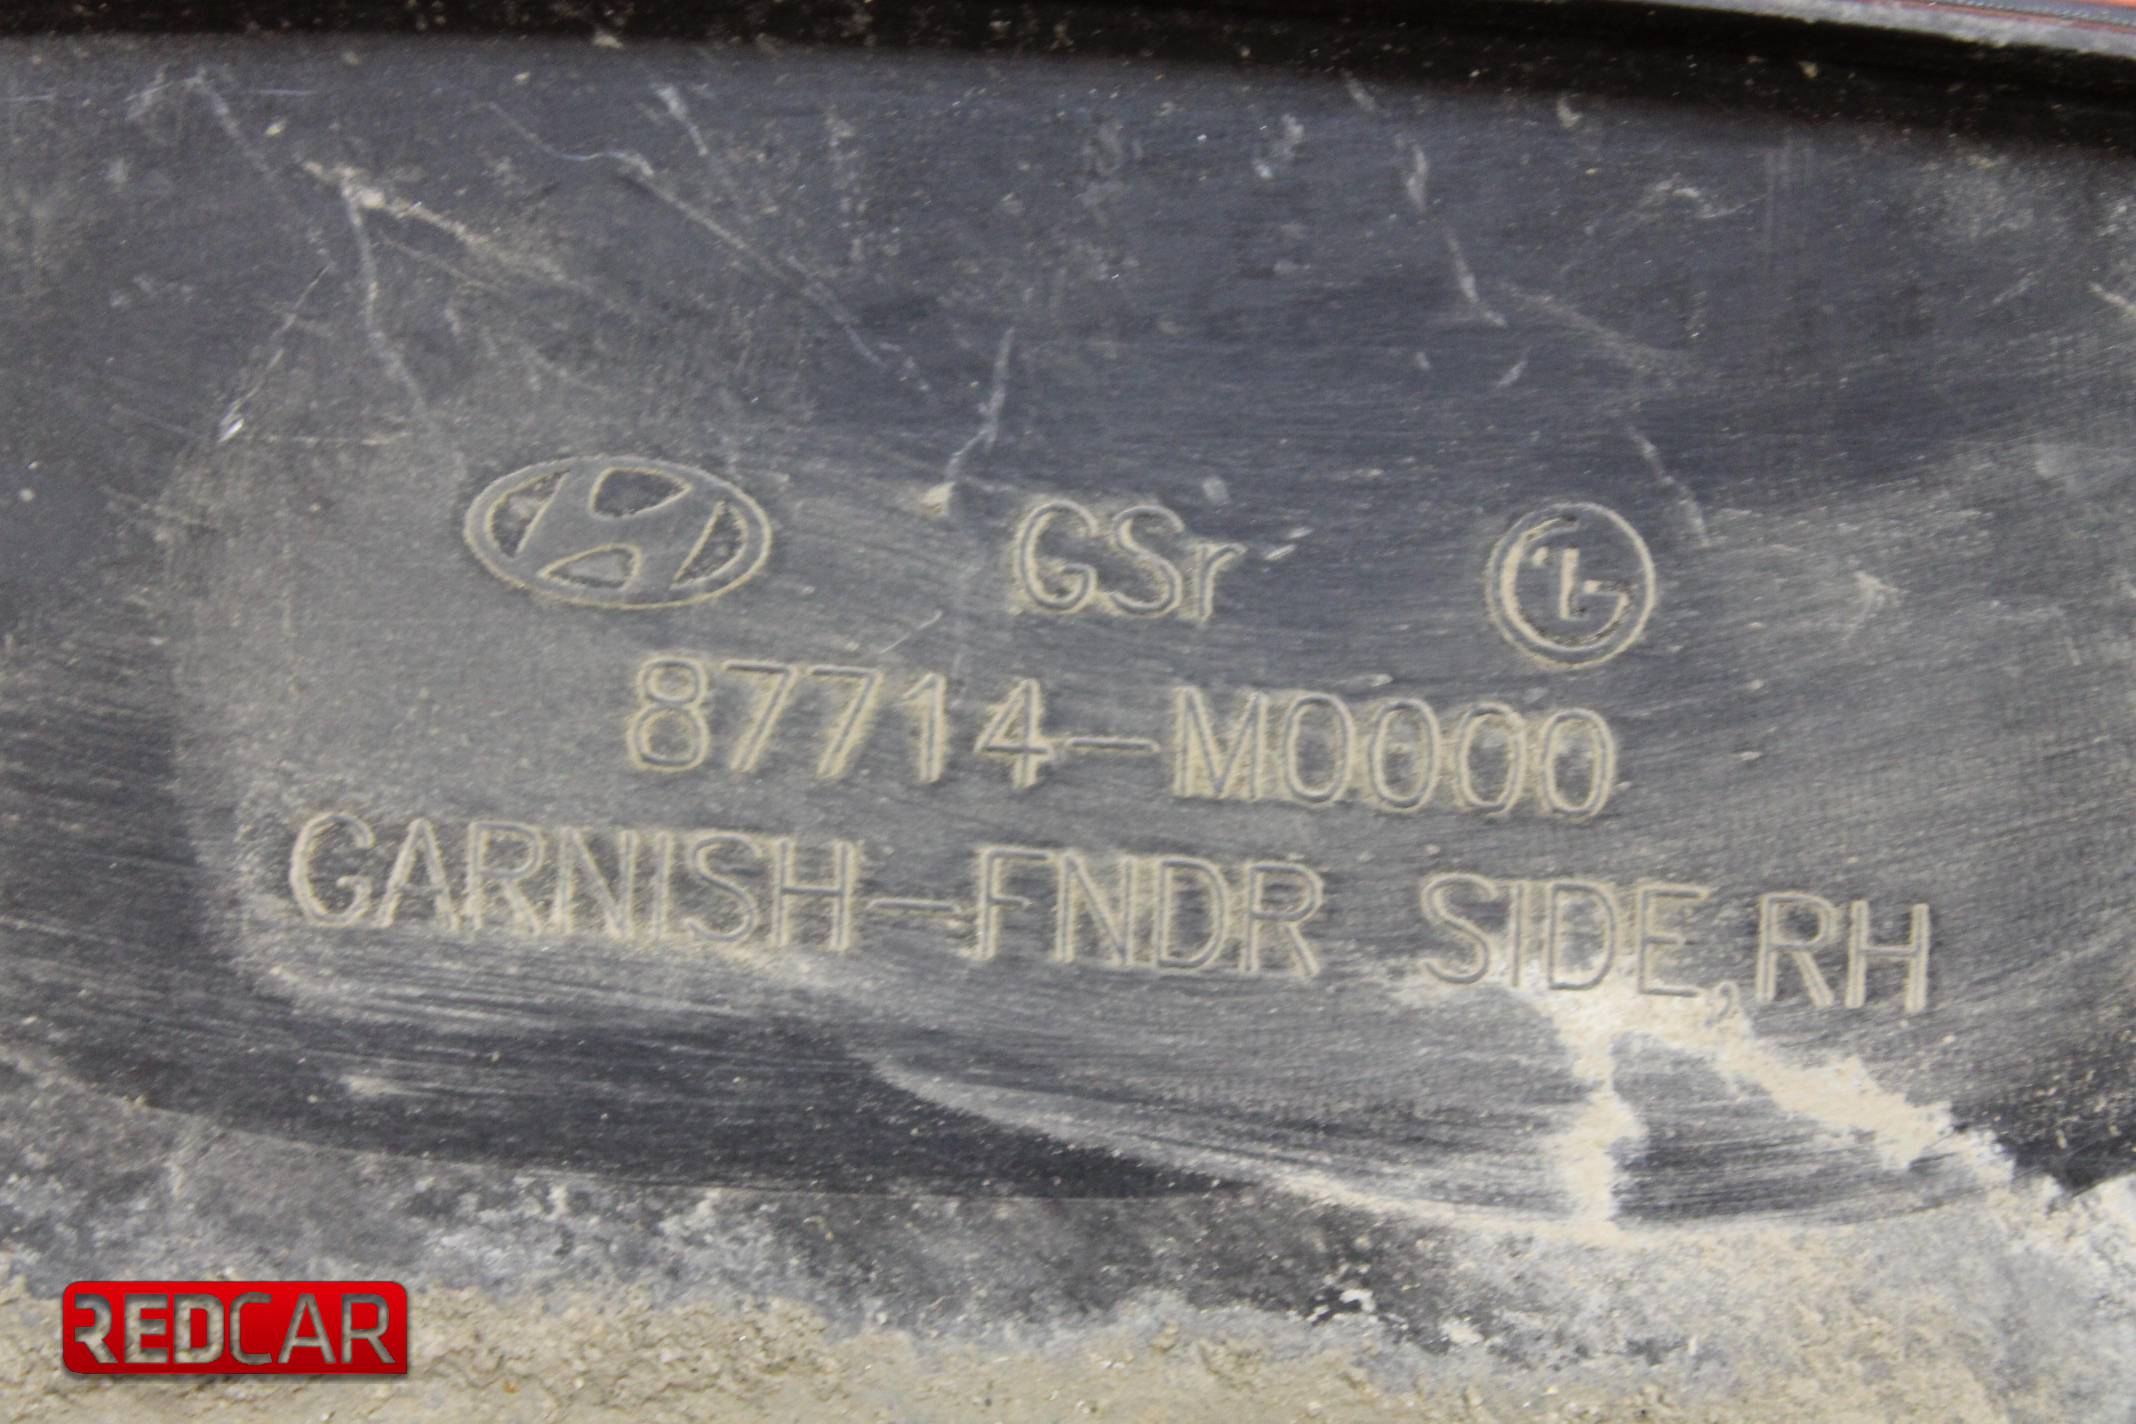 GSr
87714-M0000
GARNISH-FNDR SIDE,RH
REDCAR